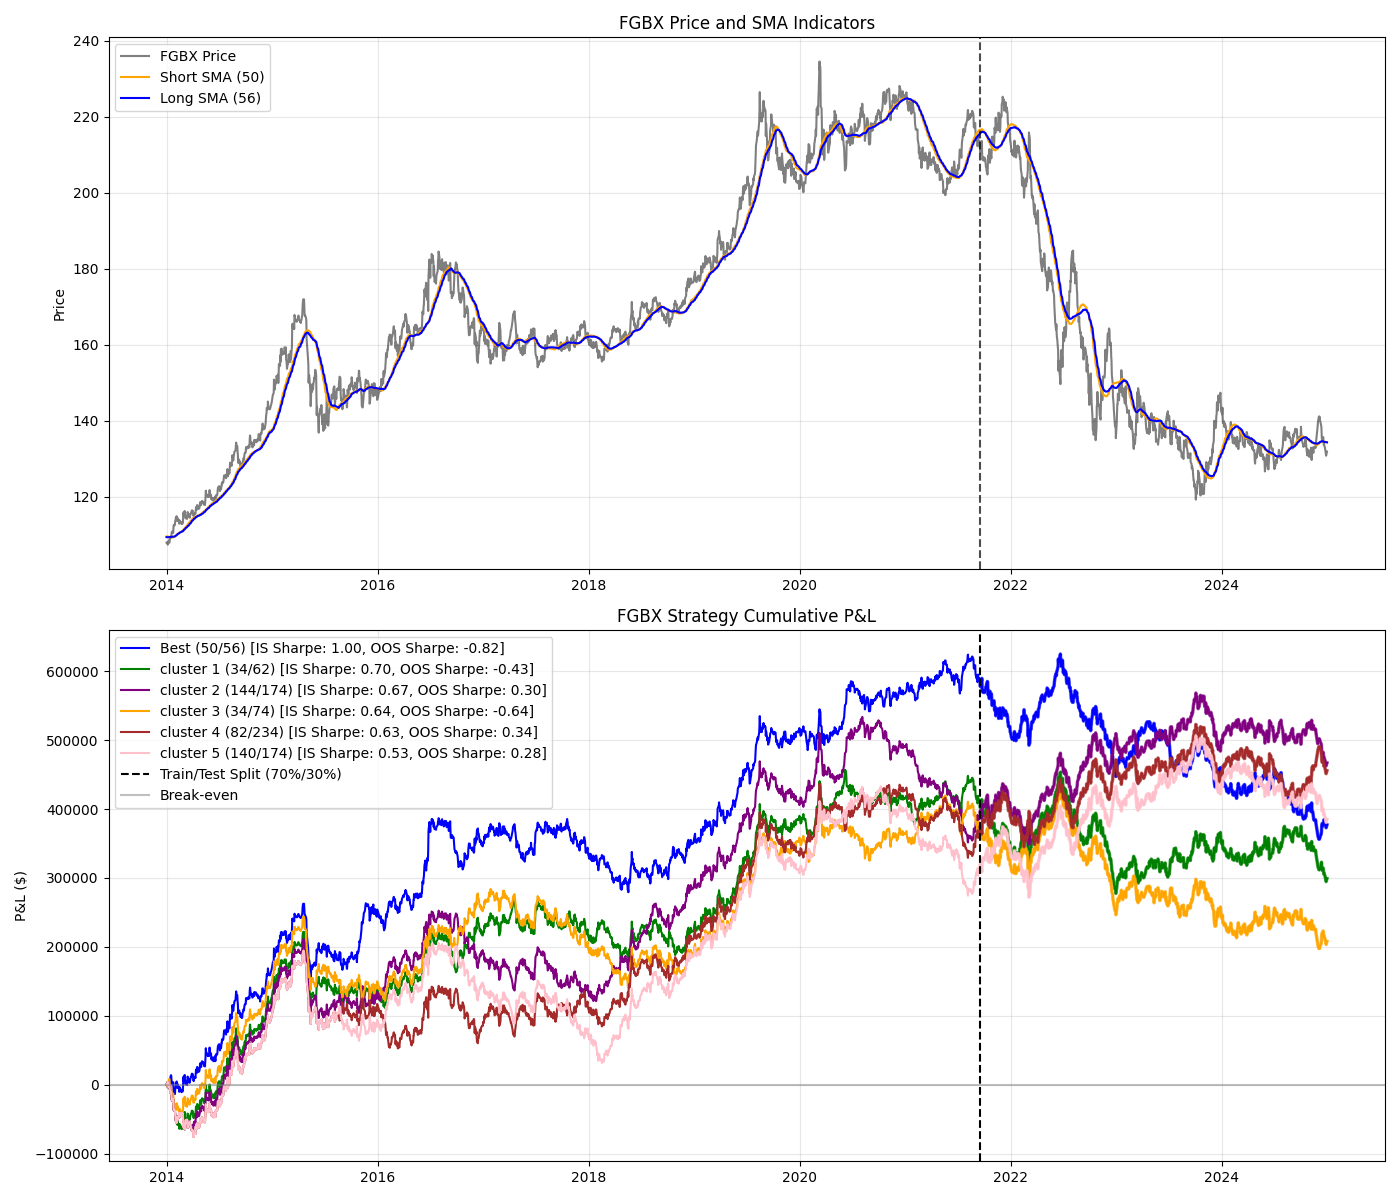 FGBX Price and SMA Indicators
240
FGBX Price
Short SMA (50)
Long SMA (56)
220
200
180
Price
160
140
120
2014
2016
2018
2020
2022
2024
FGBX Strategy Cumulative P&L
Best (50/56) [IS Sharpe: 1.00, OOS Sharpe: -0.82]
cluster 1 (34/62) [IS Sharpe: 0.70, OOS Sharpe: -0.43]
cluster 2 (144/174) [IS Sharpe: 0.67, OOS Sharpe: 0.30]
cluster 3 (34/74) [IS Sharpe: 0.64, OOS Sharpe: -0.64]
cluster 4 (82/234) [IS Sharpe: 0.63, OOS Sharpe: 0.34]
cluster 5 (140/174) [IS Sharpe: 0.53, OOS Sharpe: 0.28]
Train/Test Split (70%/30%)
Break-even
600000
500000
400000
300000
P&L ($)
200000
100000
0
−100000
2014
2016
2018
2020
2022
2024